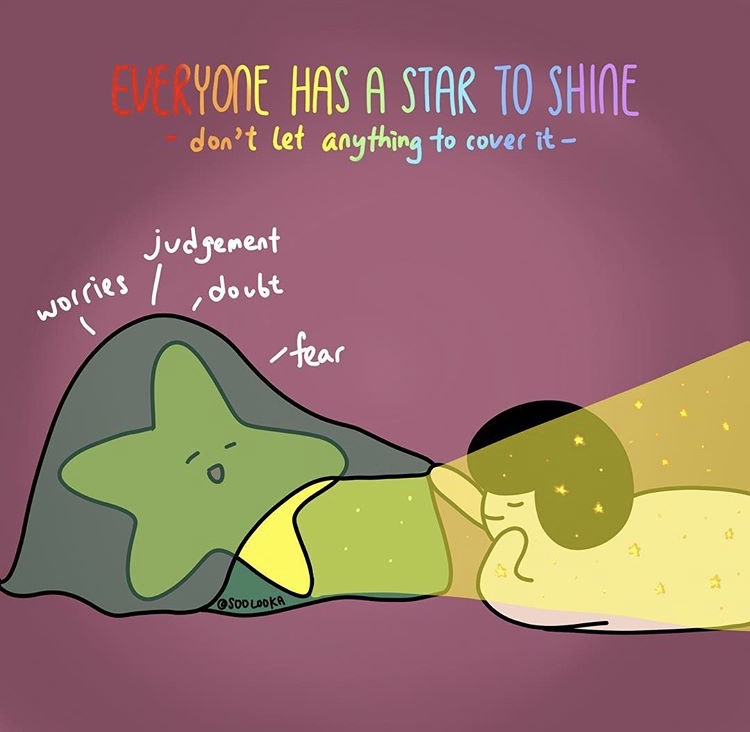 EVERYONE HAS A STAR TO SHINE
- don't let anything to cover it -
judgement
worries
doubt
fear
@SOOLOOKA